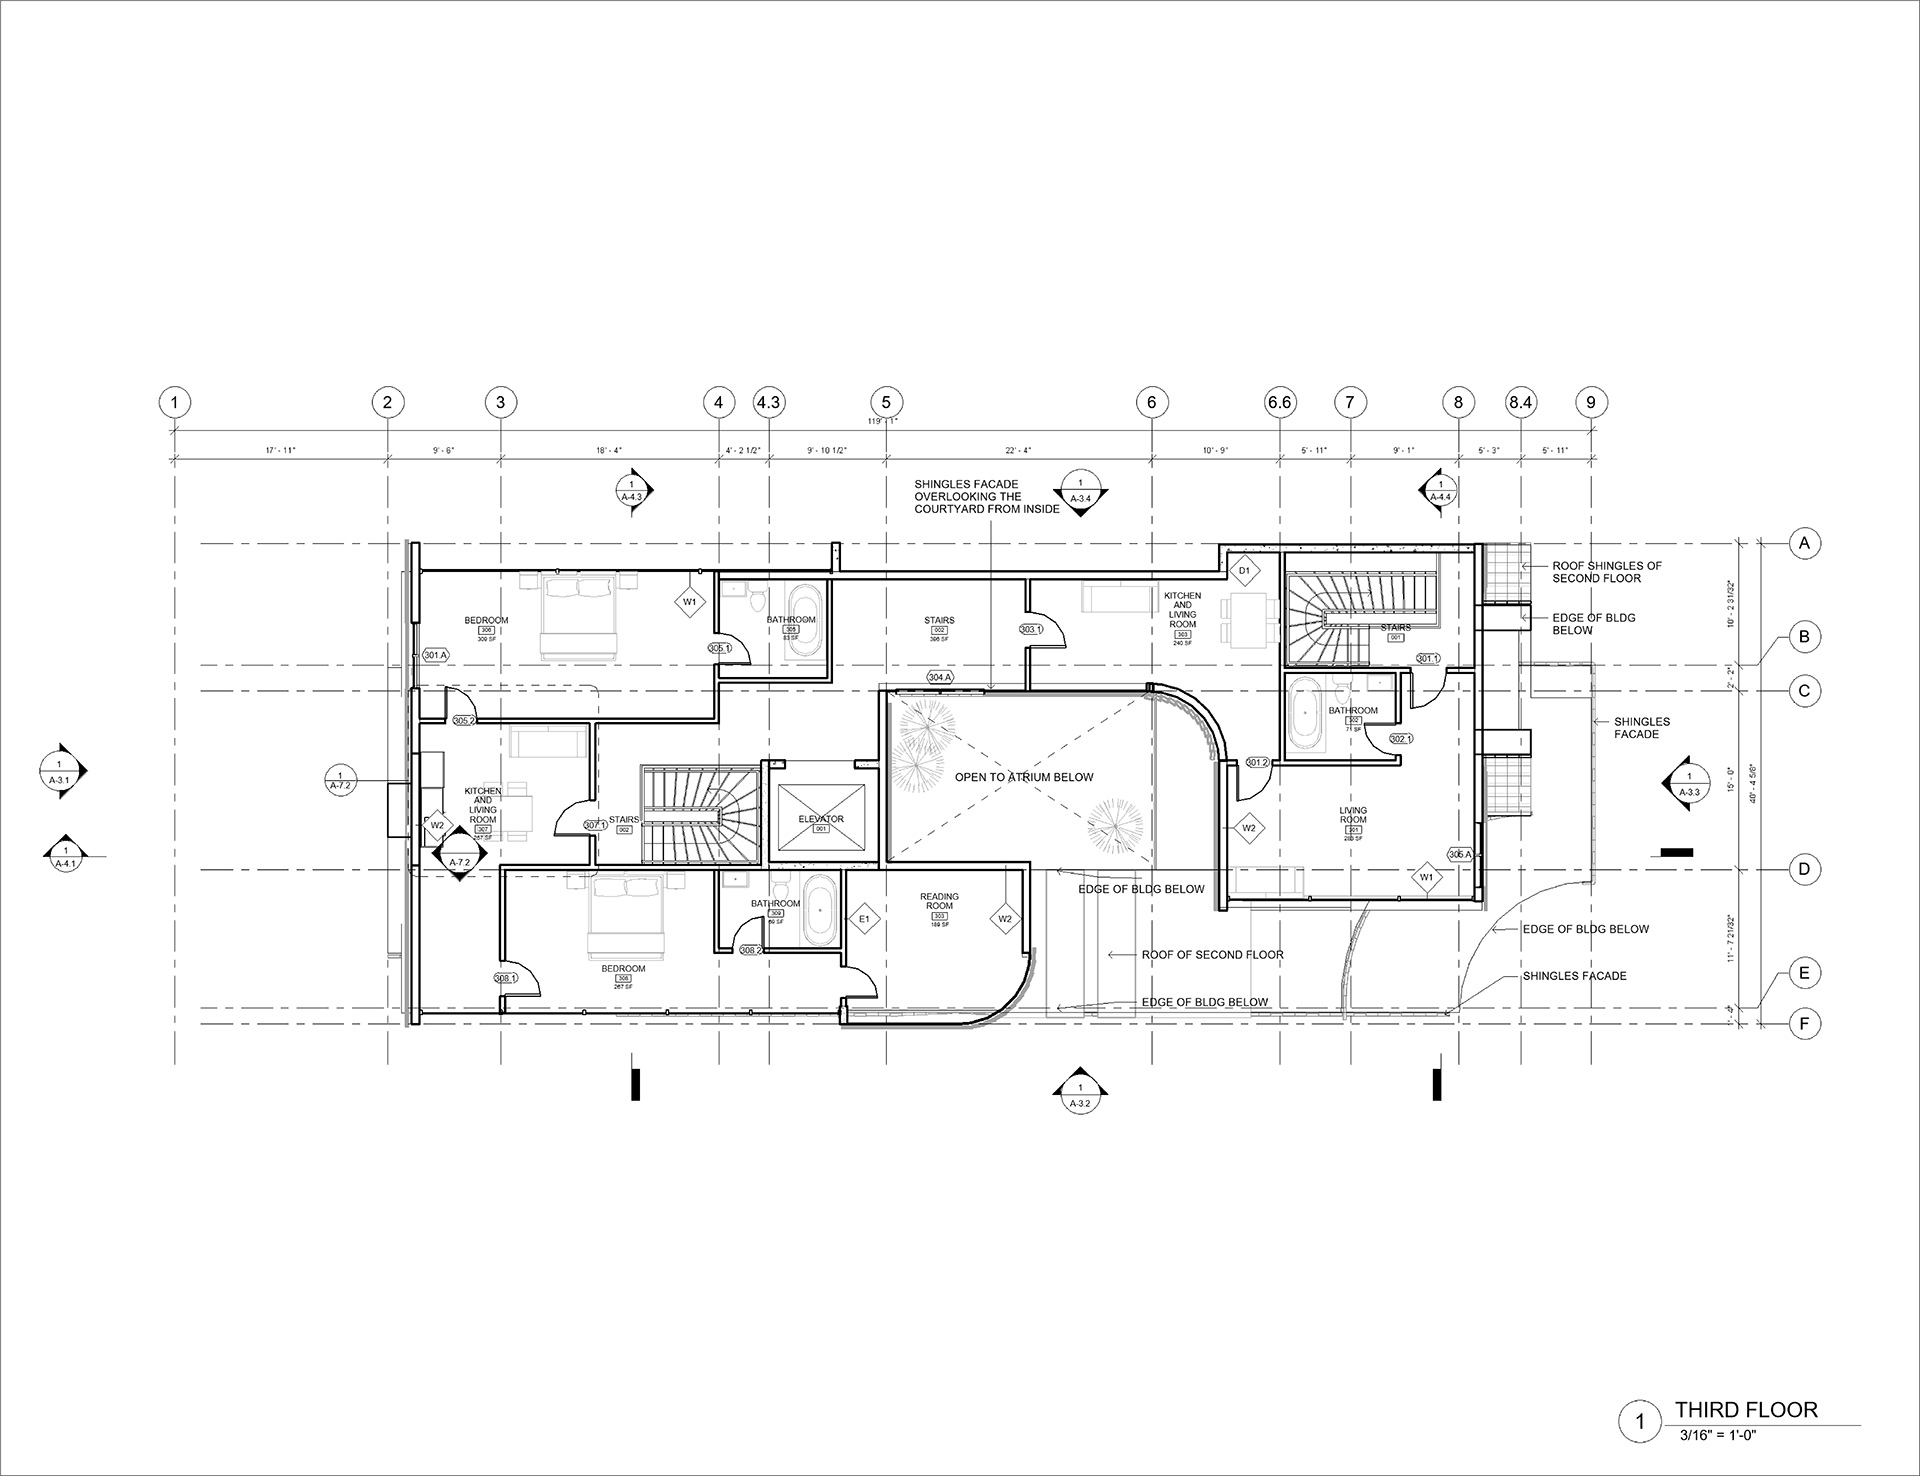 1
2
3
4
4.3
5
6
6.6
7
8
8.4
9
119' - 1"
17' - 11"
9' - 6"
18' - 4"
4' - 2 1/2"
9' - 10 1/2"
22' - 4"
10' - 9"
5' - 11"
9' - 1"
5' - 3"
5' - 11"
1
A-4.3
SHINGLES FACADE
OVERLOOKING THE
COURTYARD FROM INSIDE
1
A-3.4
1
A-4.4
A
B
C
D
E
F
10' - 2 31/32"
2' - 2"
15' - 0"
11' - 7 21/32"
1' - 4"
40' - 4 5/8"
ROOF SHINGLES OF
SECOND FLOOR
EDGE OF BLDG
BELOW
SHINGLES
FACADE
1
A-3.3
EDGE OF BLDG BELOW
SHINGLES FACADE
1
A-3.1
1
A-4.1
1
A-7.2
BEDROOM
309 SF
W1
301.A
305.1
BATHROOM
83 SF
STAIRS
002
306 SF
303.1
KITCHEN
AND
LIVING
ROOM
303
240 SF
D1
STAIRS
001
301.1
304.A
305.2
BATHROOM
302
71 SF
302.1
301.2
OPEN TO ATRIUM BELOW
KITCHEN
AND
LIVING
ROOM
307
W2
A-7.2
307.1
STAIRS
002
ELEVATOR
001
W2
LIVING
ROOM
301
305.A
W1
BEDROOM
267 SF
308.1
BATHROOM
309
69 SF
308.2
E1
READING
ROOM
303
189 SF
W2
EDGE OF BLDG BELOW
ROOF OF SECOND FLOOR
EDGE OF BLDG BELOW
1
A-3.2
1
THIRD FLOOR
3/16" = 1'-0"